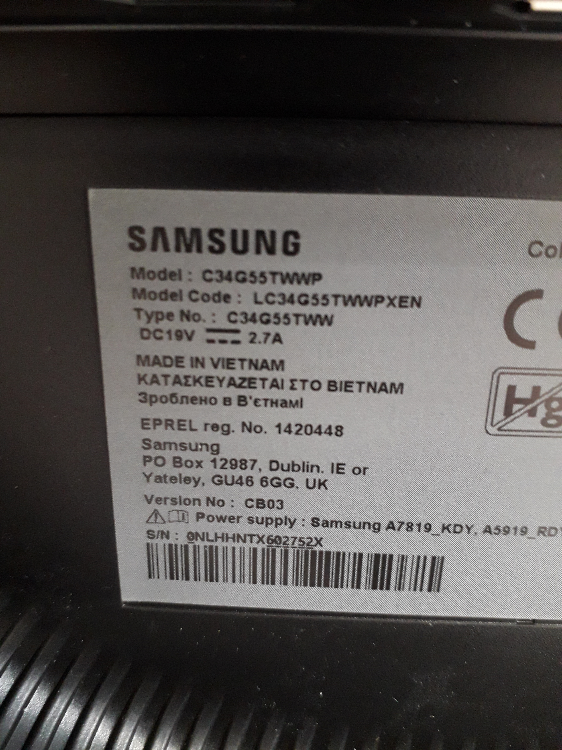 SAMSUNG
Model : C34G55TWWP
Model Code : LC34G55TWWPXEN
Type No. : C34G55TWW
DC19V 2.7A
MADE IN VIETNAM
ΚΑΤΑΣΚΕΥΑΖΕΤΑΙ ΣΤΟ ΒΙΕΤΝΑΜ
Зроблено в В'єтнамі
EPREL reg. No. 1420448
Samsung
PO Box 12987, Dublin. IE or
Yateley, GU46 6GG. UK
Version No : CB03
Power supply : Samsung A7819_KDY, A5919_RDY
S/N : 0NLHHNTX602752X
Hg